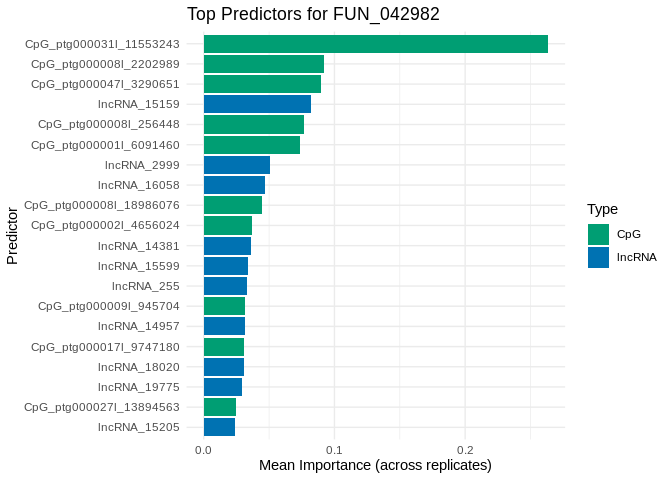 Top Predictors for FUN_042982
Predictor
CpG_ptg000031l_11553243
CpG_ptg000008l_2202989
CpG_ptg000047l_3290651
lncRNA_15159
CpG_ptg000008l_256448
CpG_ptg000001l_6091460
lncRNA_2999
lncRNA_16058
CpG_ptg000008l_18986076
CpG_ptg000002l_4656024
lncRNA_14381
lncRNA_15599
lncRNA_255
CpG_ptg000009l_945704
lncRNA_14957
CpG_ptg000017l_9747180
lncRNA_18020
lncRNA_19775
CpG_ptg000027l_13894563
lncRNA_15205
0.0 0.1 0.2
Mean Importance (across replicates)
Type
CpG
lncRNA